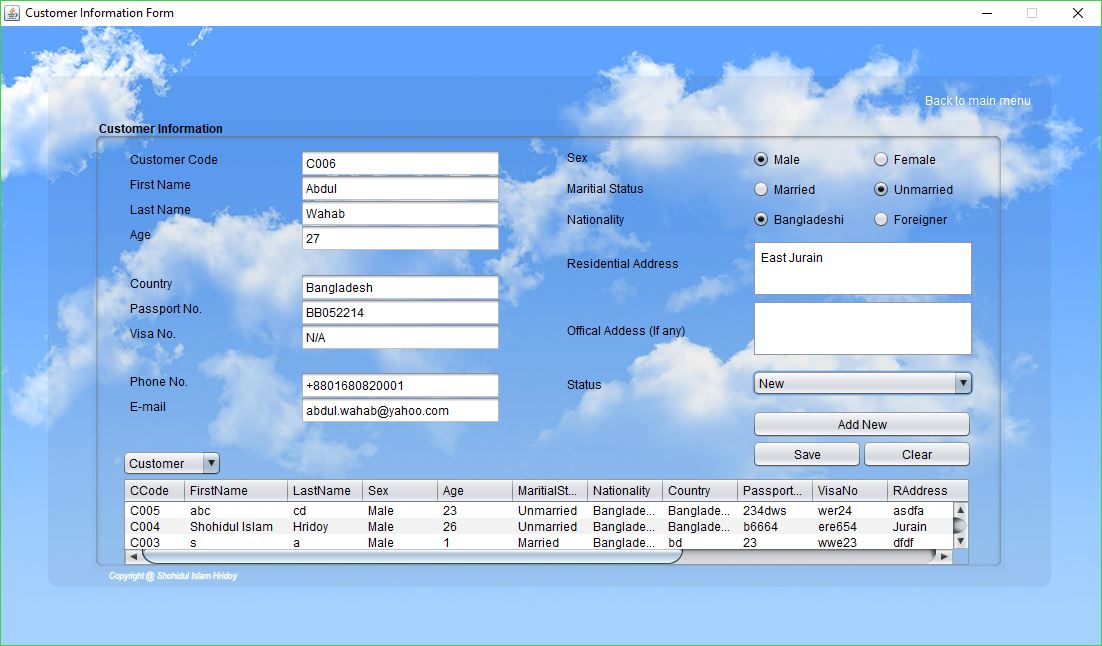 Customer Information Form
Back to main menu
Customer Information
Customer Code C006
First Name Abdul
Last Name Wahab
Age 27
Country Bangladesh
Passport No. BB052214
Visa No. N/A
Phone No. +8801680820001
E-mail abdul.wahab@yahoo.com
Sex Male Female
Maritial Status Married Unmarried
Nationality Bangladeshi Foreigner
Residential Address East Jurain
Offical Addess (If any)
Status New
Add New
Save Clear
Customer
CCode FirstName LastName Sex Age MaritialSt... Nationality Country Passport... VisaNo RAddress
C005 abc cd Male 23 Unmarried Banglade... Banglade... 234dws wer24 asdfa
C004 Shohidul Islam Hridoy Male 26 Unmarried Banglade... Banglade... b6664 ere654 Jurain
C003 s a Male 1 Married Banglade... bd 23 wwe23 dfdf
Copyright @ Shohidul Islam Hridoy